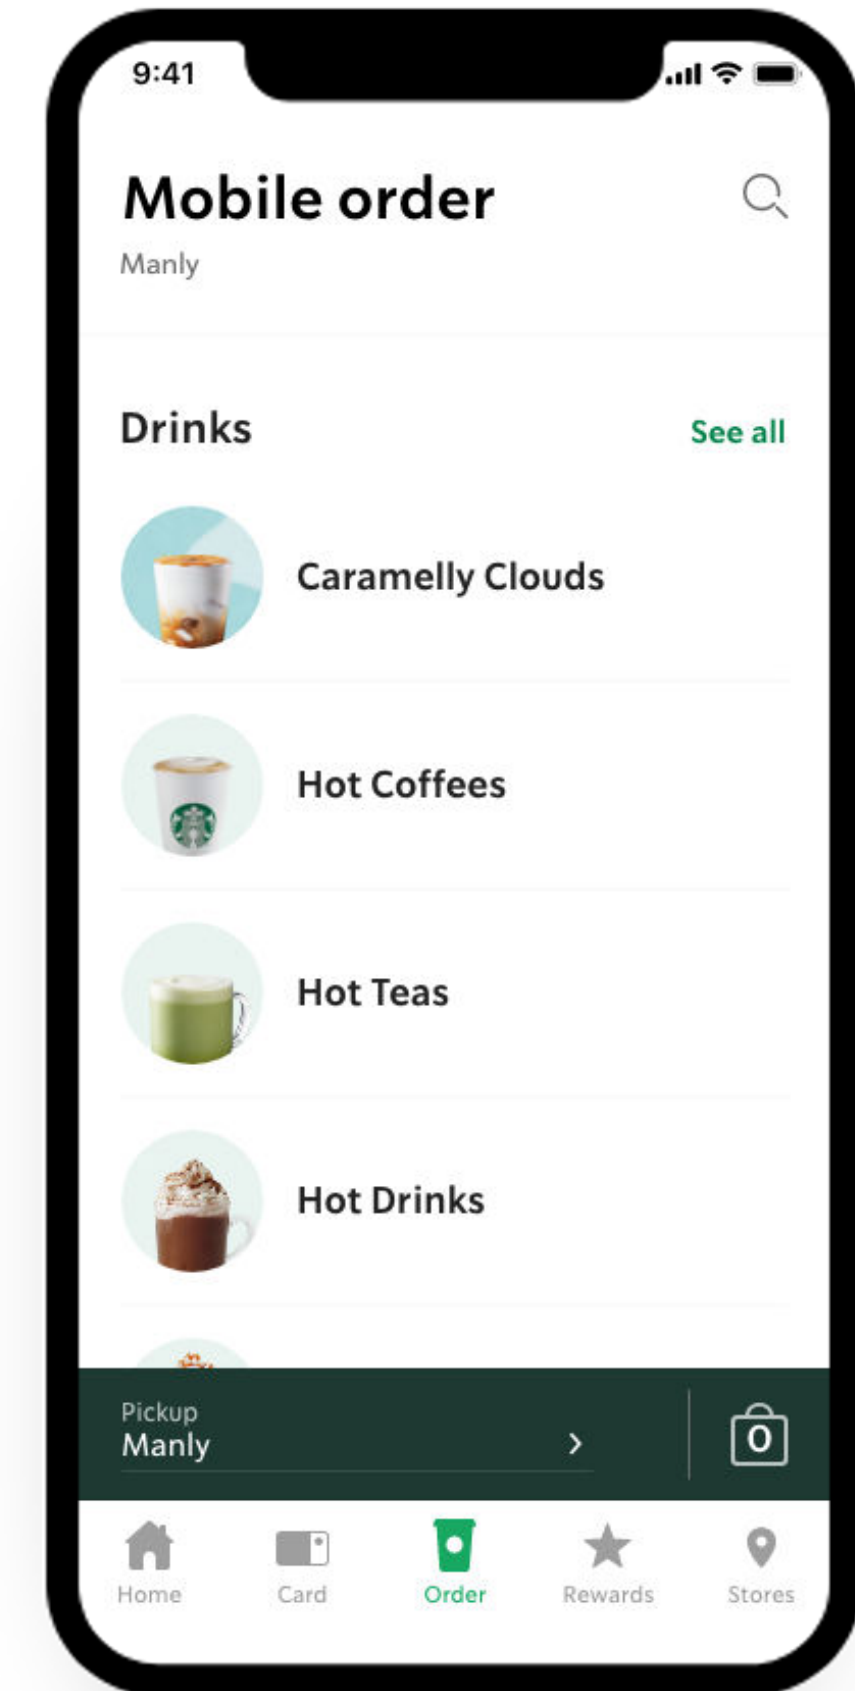 9:41
Mobile order
Manly
Drinks
See all
Caramelly Clouds
Hot Coffees
Hot Teas
Hot Drinks
Pickup
Manly
0
Home
Card
Order
Rewards
Stores